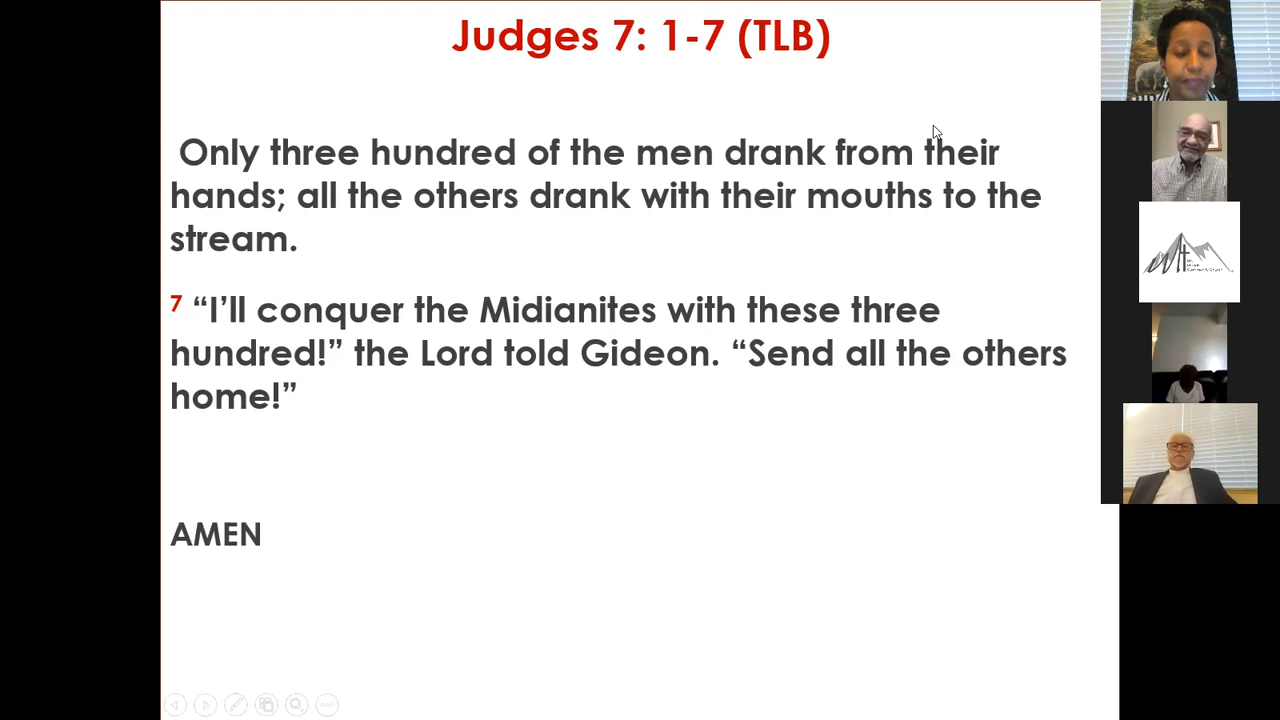 Judges 7: 1-7 (TLB)
Only three hundred of the men drank from their
hands; all the others drank with their mouths to the
stream.
7 “I’ll conquer the Midianites with these three
hundred!” the Lord told Gideon. “Send all the others
home!”
AMEN